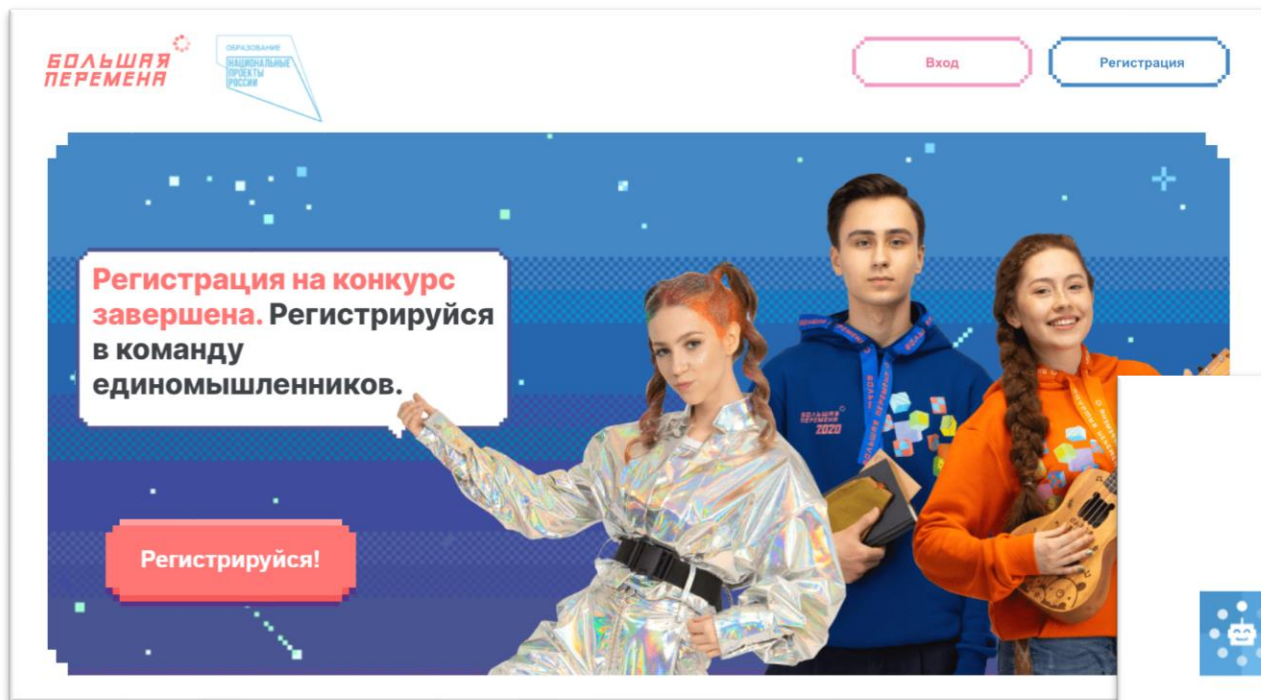 БОЛЬШАЯ
ПЕРЕМЕНА
ОБРАЗОВАНИЕ
НАЦИОНАЛЬНЫЕ
ПРОЕКТЫ
РОССИИ
Вход
Регистрация
Регистрация на конкурс
завершена. Регистрируйся
в команду
единомышленников.
Регистрируйся!
БОЛЬШАЯ
ПЕРЕМЕНА
2020